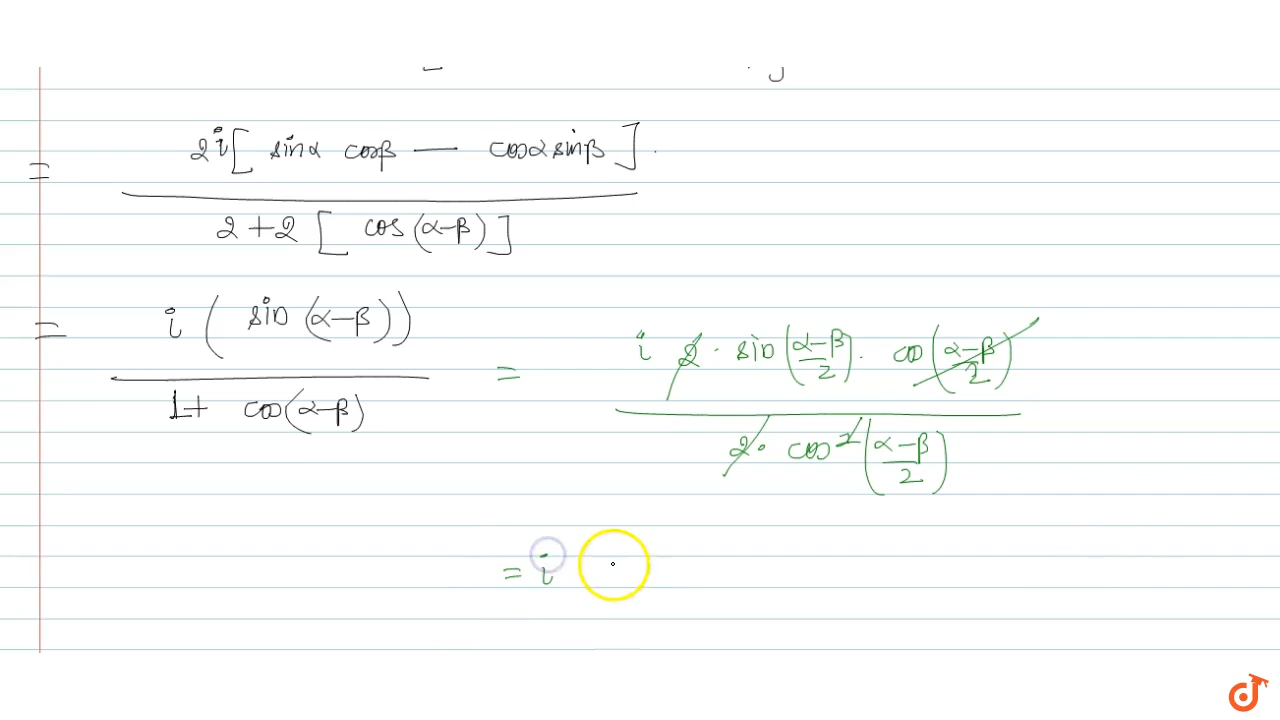 = 2i[ sinα cosβ — cosα sinβ ] .
2 + 2 [ cos(α-β) ]
= i ( sin (α-β))
1 + cos(α-β)
= i 2 · sin(α-β/2) · cos(α-β/2)
2 · cos²(α-β/2)
= i